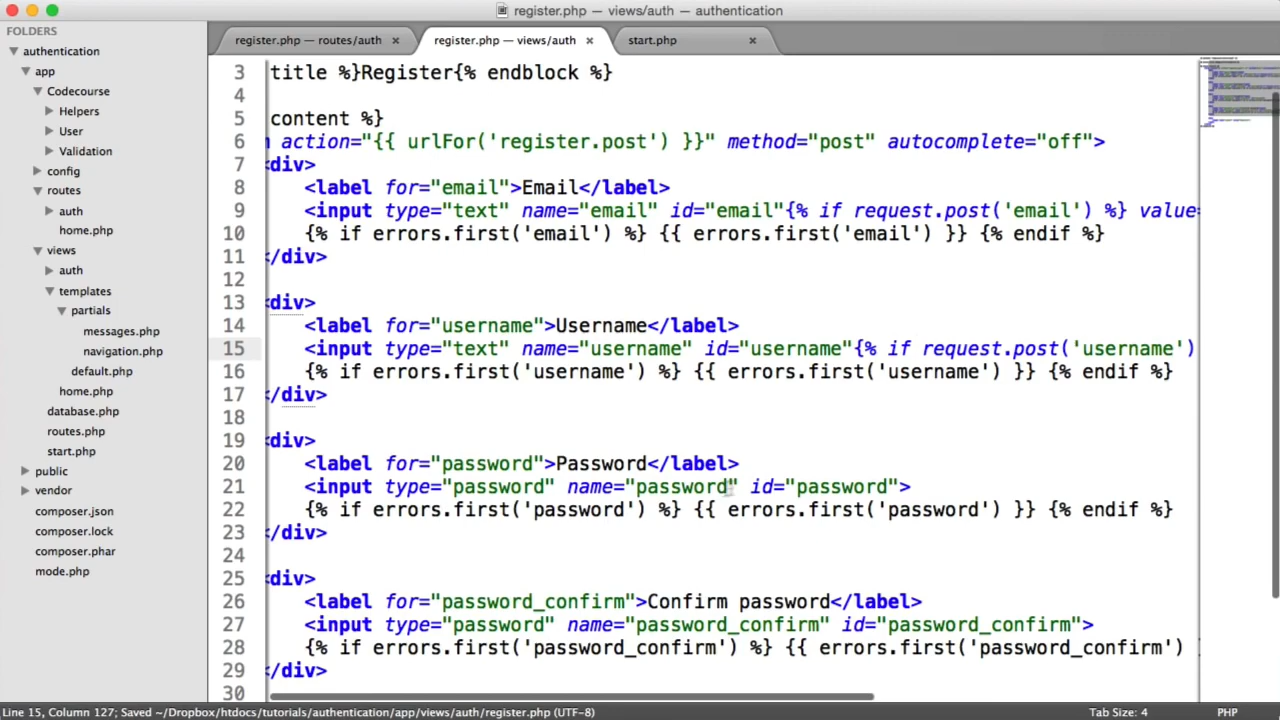 register.php — views/auth — authentication
FOLDERS
authentication
app
Codecourse
Helpers
User
Validation
config
routes
auth
home.php
views
auth
templates
partials
messages.php
navigation.php
default.php
home.php
database.php
routes.php
start.php
public
vendor
composer.json
composer.lock
composer.phar
mode.php
register.php — routes/auth × register.php — views/auth × start.php ×
3 title %}Register{% endblock %}
4
5 content %}
6 action="{{ urlFor('register.post') }}" method="post" autocomplete="off">
7 <div>
8 <label for="email">Email</label>
9 <input type="text" name="email" id="email"{% if request.post('email') %} value=
10 {% if errors.first('email') %} {{ errors.first('email') }} {% endif %}
11 </div>
12
13 <div>
14 <label for="username">Username</label>
15 <input type="text" name="username" id="username"{% if request.post('username')
16 {% if errors.first('username') %} {{ errors.first('username') }} {% endif %}
17 </div>
18
19 <div>
20 <label for="password">Password</label>
21 <input type="password" name="password" id="password">
22 {% if errors.first('password') %} {{ errors.first('password') }} {% endif %}
23 </div>
24
25 <div>
26 <label for="password_confirm">Confirm password</label>
27 <input type="password" name="password_confirm" id="password_confirm">
28 {% if errors.first('password_confirm') %} {{ errors.first('password_confirm')
29 </div>
30
Line 15, Column 127; Saved ~/Dropbox/htdocs/tutorials/authentication/app/views/auth/register.php (UTF-8) Tab Size: 4 PHP